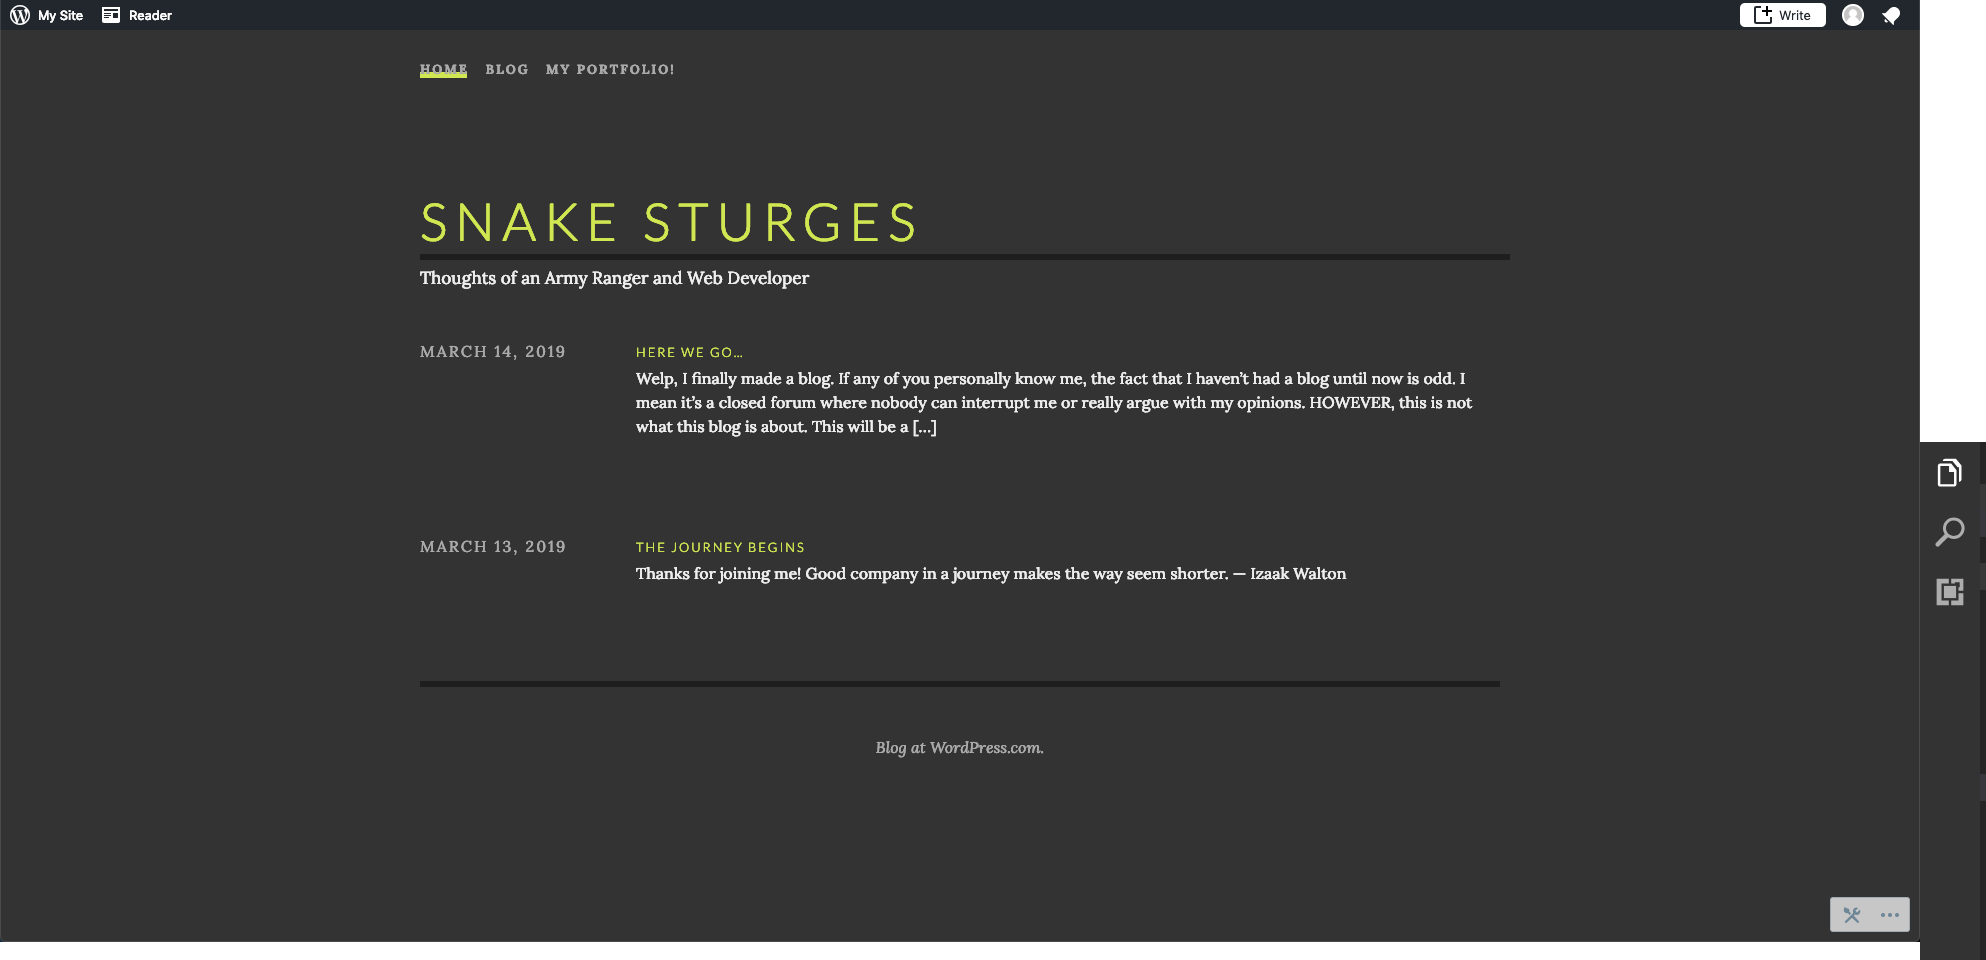 My Site Reader Write
HOME BLOG MY PORTFOLIO!
SNAKE STURGES
Thoughts of an Army Ranger and Web Developer
MARCH 14, 2019
HERE WE GO…
Welp, I finally made a blog. If any of you personally know me, the fact that I haven’t had a blog until now is odd. I
mean it’s a closed forum where nobody can interrupt me or really argue with my opinions. HOWEVER, this is not
what this blog is about. This will be a […]
MARCH 13, 2019
THE JOURNEY BEGINS
Thanks for joining me! Good company in a journey makes the way seem shorter. — Izaak Walton
Blog at WordPress.com.